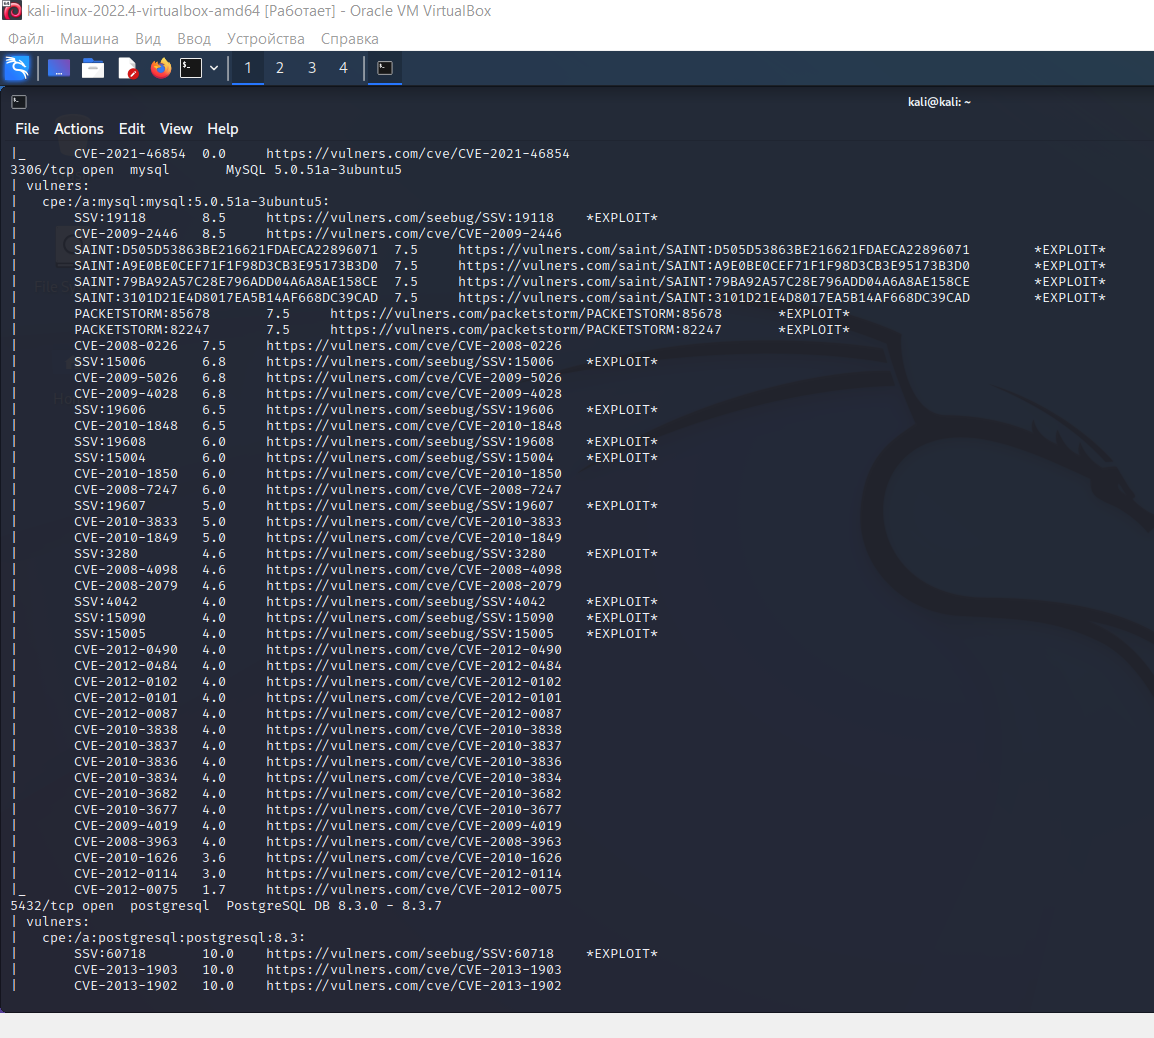 kali-linux-2022.4-virtualbox-amd64 [Работает] - Oracle VM VirtualBox
Файл Машина Вид Ввод Устройства Справка
1 2 3 4
kali@kali: ~
File Actions Edit View Help
|_ CVE-2021-46854 0.0 https://vulners.com/cve/CVE-2021-46854
3306/tcp open mysql MySQL 5.0.51a-3ubuntu5
| vulners:
| cpe:/a:mysql:mysql:5.0.51a-3ubuntu5:
| SSV:19118 8.5 https://vulners.com/seebug/SSV:19118 *EXPLOIT*
| CVE-2009-2446 8.5 https://vulners.com/cve/CVE-2009-2446
| SAINT:D505D53863BE216621FDAECA22896071 7.5 https://vulners.com/saint/SAINT:D505D53863BE216621FDAECA22896071 *EXPLOIT*
| SAINT:A9E0BE0CEF71F1F98D3CB3E95173B3D0 7.5 https://vulners.com/saint/SAINT:A9E0BE0CEF71F1F98D3CB3E95173B3D0 *EXPLOIT*
| SAINT:79BA92A57C28E796ADD04A6A8AE158CE 7.5 https://vulners.com/saint/SAINT:79BA92A57C28E796ADD04A6A8AE158CE *EXPLOIT*
| SAINT:3101D21E4D8017EA5B14AF668DC39CAD 7.5 https://vulners.com/saint/SAINT:3101D21E4D8017EA5B14AF668DC39CAD *EXPLOIT*
| PACKETSTORM:85678 7.5 https://vulners.com/packetstorm/PACKETSTORM:85678 *EXPLOIT*
| PACKETSTORM:82247 7.5 https://vulners.com/packetstorm/PACKETSTORM:82247 *EXPLOIT*
| CVE-2008-0226 7.5 https://vulners.com/cve/CVE-2008-0226
| SSV:15006 6.8 https://vulners.com/seebug/SSV:15006 *EXPLOIT*
| CVE-2009-5026 6.8 https://vulners.com/cve/CVE-2009-5026
| CVE-2009-4028 6.8 https://vulners.com/cve/CVE-2009-4028
| SSV:19606 6.5 https://vulners.com/seebug/SSV:19606 *EXPLOIT*
| CVE-2010-1848 6.5 https://vulners.com/cve/CVE-2010-1848
| SSV:19608 6.0 https://vulners.com/seebug/SSV:19608 *EXPLOIT*
| SSV:15004 6.0 https://vulners.com/seebug/SSV:15004 *EXPLOIT*
| CVE-2010-1850 6.0 https://vulners.com/cve/CVE-2010-1850
| CVE-2008-7247 6.0 https://vulners.com/cve/CVE-2008-7247
| SSV:19607 5.0 https://vulners.com/seebug/SSV:19607 *EXPLOIT*
| CVE-2010-3833 5.0 https://vulners.com/cve/CVE-2010-3833
| CVE-2010-1849 5.0 https://vulners.com/cve/CVE-2010-1849
| SSV:3280 4.6 https://vulners.com/seebug/SSV:3280 *EXPLOIT*
| CVE-2008-4098 4.6 https://vulners.com/cve/CVE-2008-4098
| CVE-2008-2079 4.6 https://vulners.com/cve/CVE-2008-2079
| SSV:4042 4.0 https://vulners.com/seebug/SSV:4042 *EXPLOIT*
| SSV:15090 4.0 https://vulners.com/seebug/SSV:15090 *EXPLOIT*
| SSV:15005 4.0 https://vulners.com/seebug/SSV:15005 *EXPLOIT*
| CVE-2012-0490 4.0 https://vulners.com/cve/CVE-2012-0490
| CVE-2012-0484 4.0 https://vulners.com/cve/CVE-2012-0484
| CVE-2012-0102 4.0 https://vulners.com/cve/CVE-2012-0102
| CVE-2012-0101 4.0 https://vulners.com/cve/CVE-2012-0101
| CVE-2012-0087 4.0 https://vulners.com/cve/CVE-2012-0087
| CVE-2010-3838 4.0 https://vulners.com/cve/CVE-2010-3838
| CVE-2010-3837 4.0 https://vulners.com/cve/CVE-2010-3837
| CVE-2010-3836 4.0 https://vulners.com/cve/CVE-2010-3836
| CVE-2010-3834 4.0 https://vulners.com/cve/CVE-2010-3834
| CVE-2010-3682 4.0 https://vulners.com/cve/CVE-2010-3682
| CVE-2010-3677 4.0 https://vulners.com/cve/CVE-2010-3677
| CVE-2009-4019 4.0 https://vulners.com/cve/CVE-2009-4019
| CVE-2008-3963 4.0 https://vulners.com/cve/CVE-2008-3963
| CVE-2010-1626 3.6 https://vulners.com/cve/CVE-2010-1626
| CVE-2012-0114 3.0 https://vulners.com/cve/CVE-2012-0114
|_ CVE-2012-0075 1.7 https://vulners.com/cve/CVE-2012-0075
5432/tcp open postgresql PostgreSQL DB 8.3.0 - 8.3.7
| vulners:
| cpe:/a:postgresql:postgresql:8.3:
| SSV:60718 10.0 https://vulners.com/seebug/SSV:60718 *EXPLOIT*
| CVE-2013-1903 10.0 https://vulners.com/cve/CVE-2013-1903
| CVE-2013-1902 10.0 https://vulners.com/cve/CVE-2013-1902